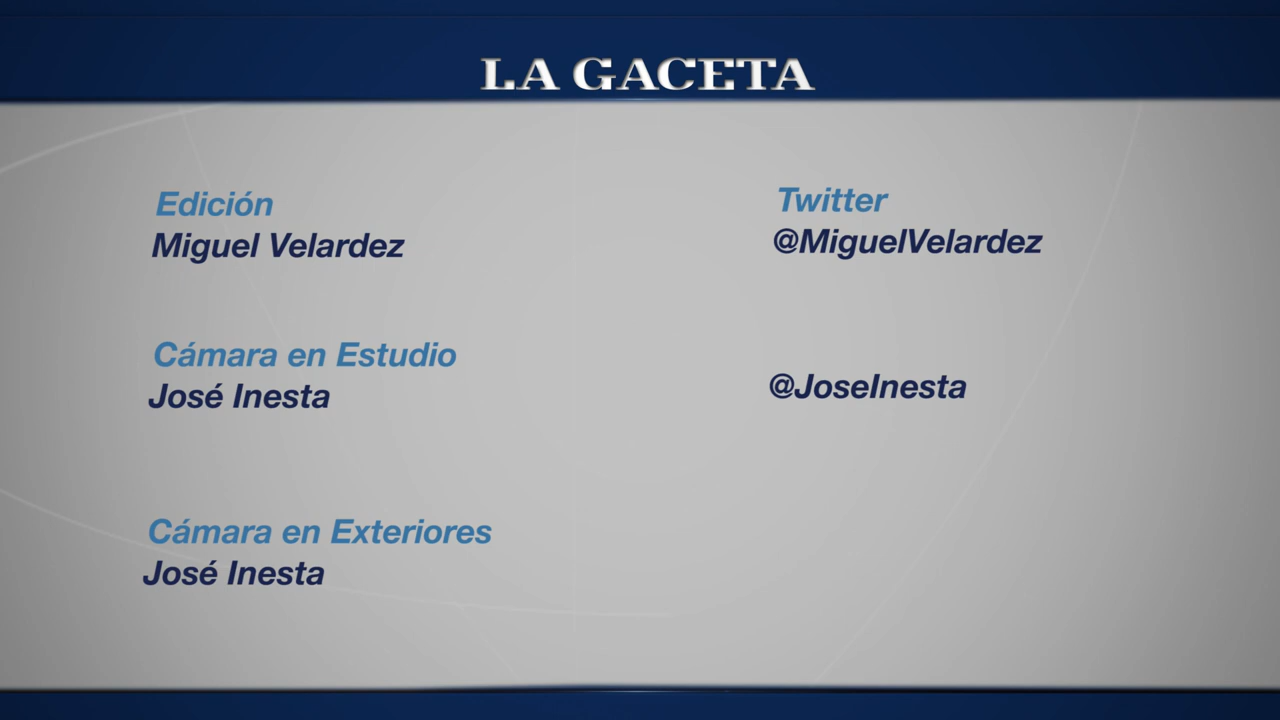 LA GACETA
Edición
Miguel Velardez
Twitter
@MiguelVelardez
Cámara en Estudio
José Inesta
@JoseInesta
Cámara en Exteriores
José Inesta